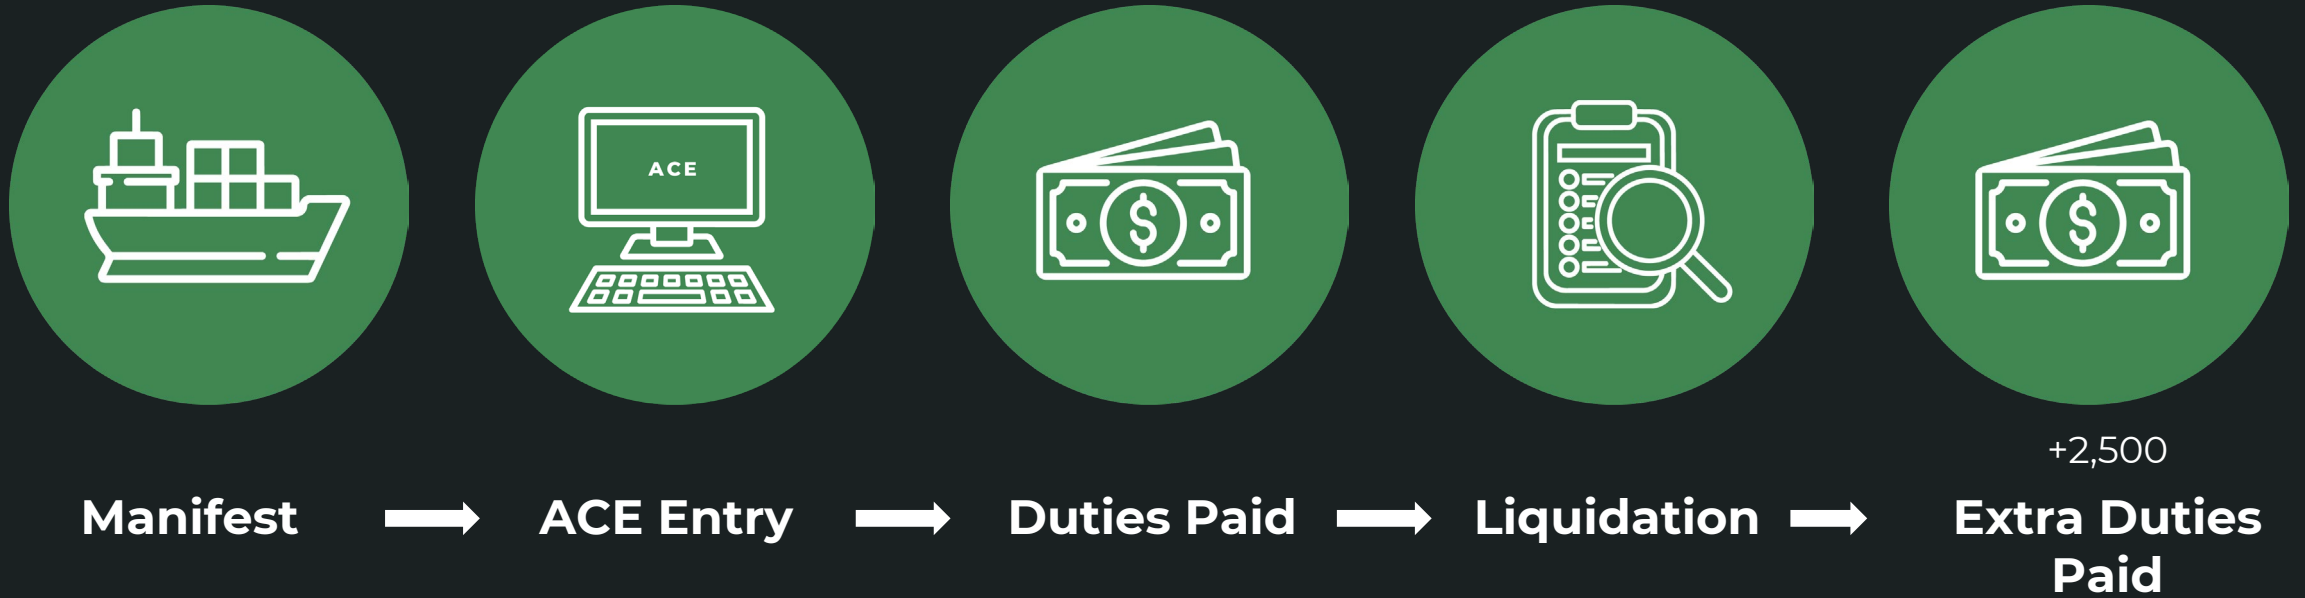 ACE
+2,500
Manifest
ACE Entry
Duties Paid
Liquidation
Extra Duties
Paid